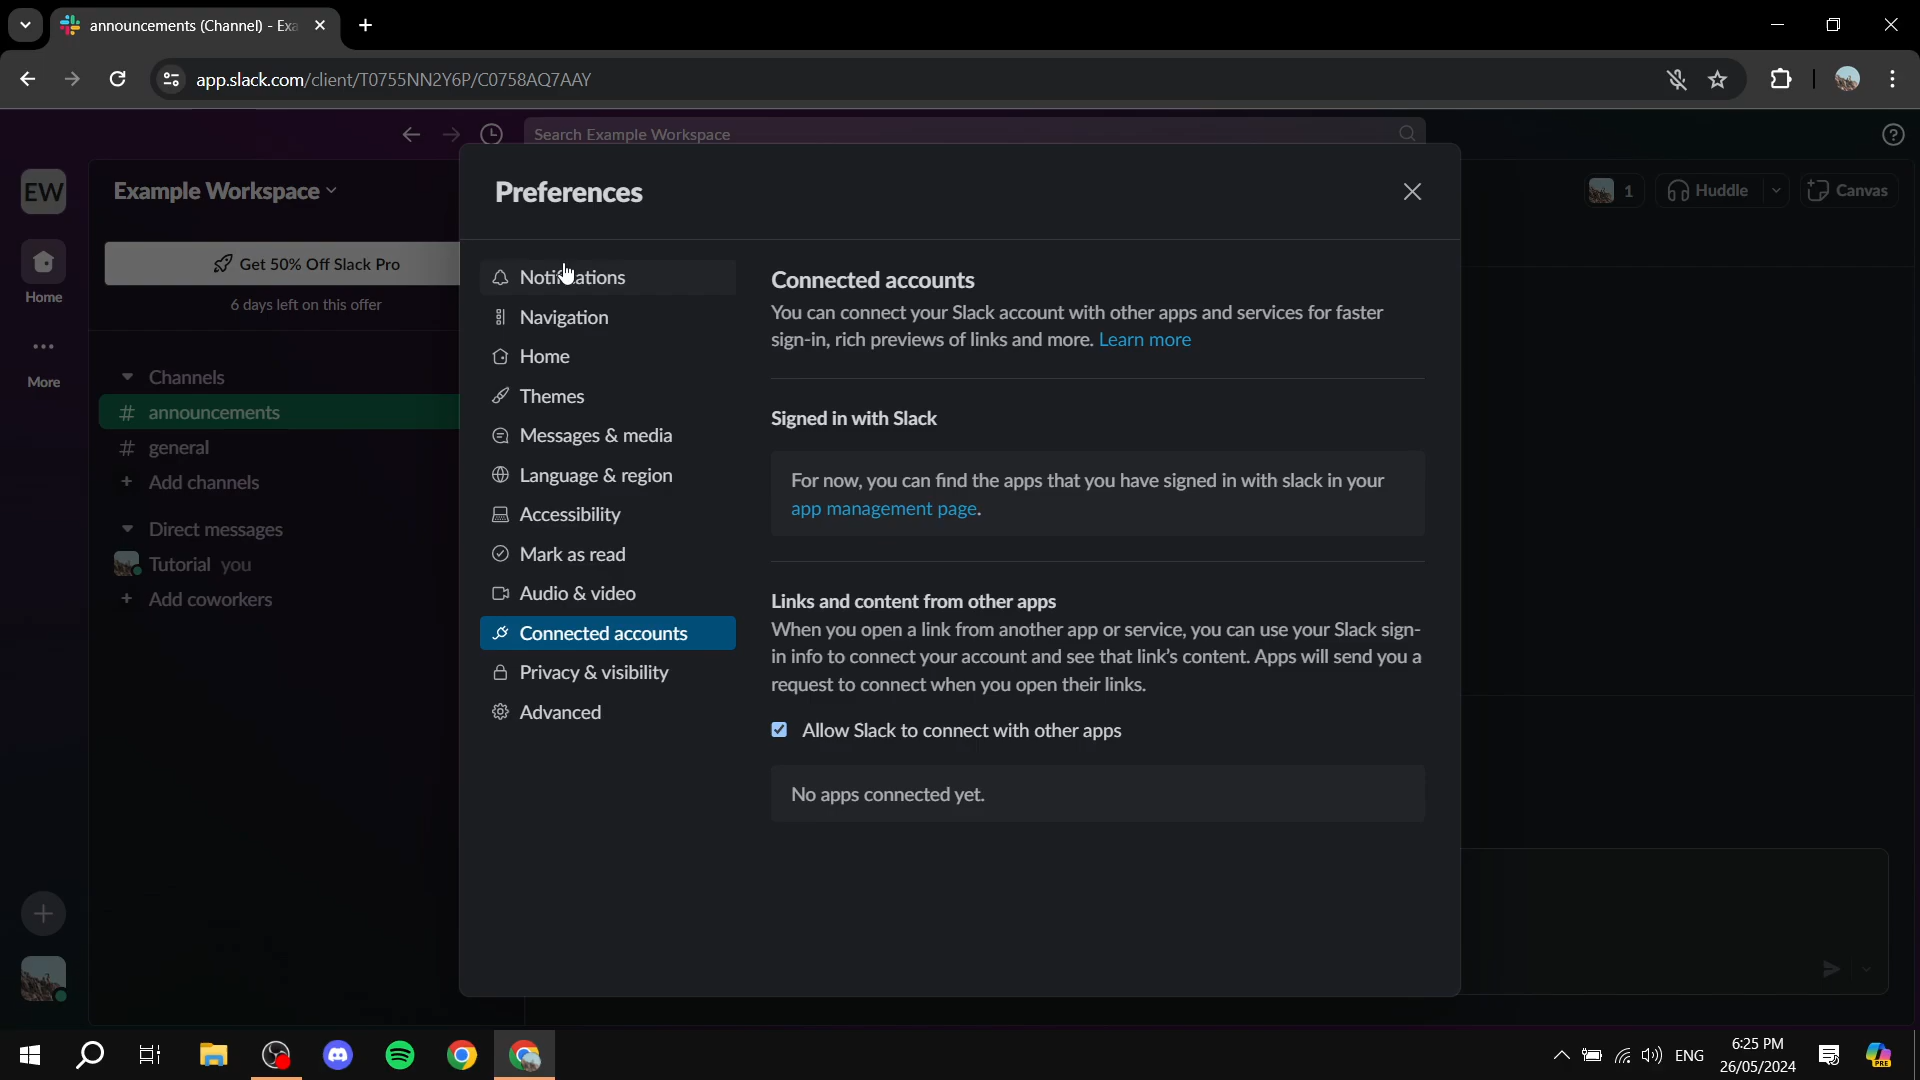 announcements (Channel) - Exa
app.slack.com/client/T0755NN2Y6P/C0758AQ7AAY
Search Example Workspace
EW
Example Workspace
1
Huddle
Canvas
Get 50% Off Slack Pro
6 days left on this offer
Home
More
Channels
# announcements
# general
+ Add channels
Direct messages
Tutorial you
+ Add coworkers
Preferences
Notifications
Navigation
Home
Themes
Messages & media
Language & region
Accessibility
Mark as read
Audio & video
Connected accounts
Privacy & visibility
Advanced
Connected accounts
You can connect your Slack account with other apps and services for faster
sign-in, rich previews of links and more. Learn more
Signed in with Slack
For now, you can find the apps that you have signed in with slack in your
app management page.
Links and content from other apps
When you open a link from another app or service, you can use your Slack sign-
in info to connect your account and see that link's content. Apps will send you a
request to connect when you open their links.
Allow Slack to connect with other apps
No apps connected yet.
ENG
6:25 PM
26/05/2024
PRE